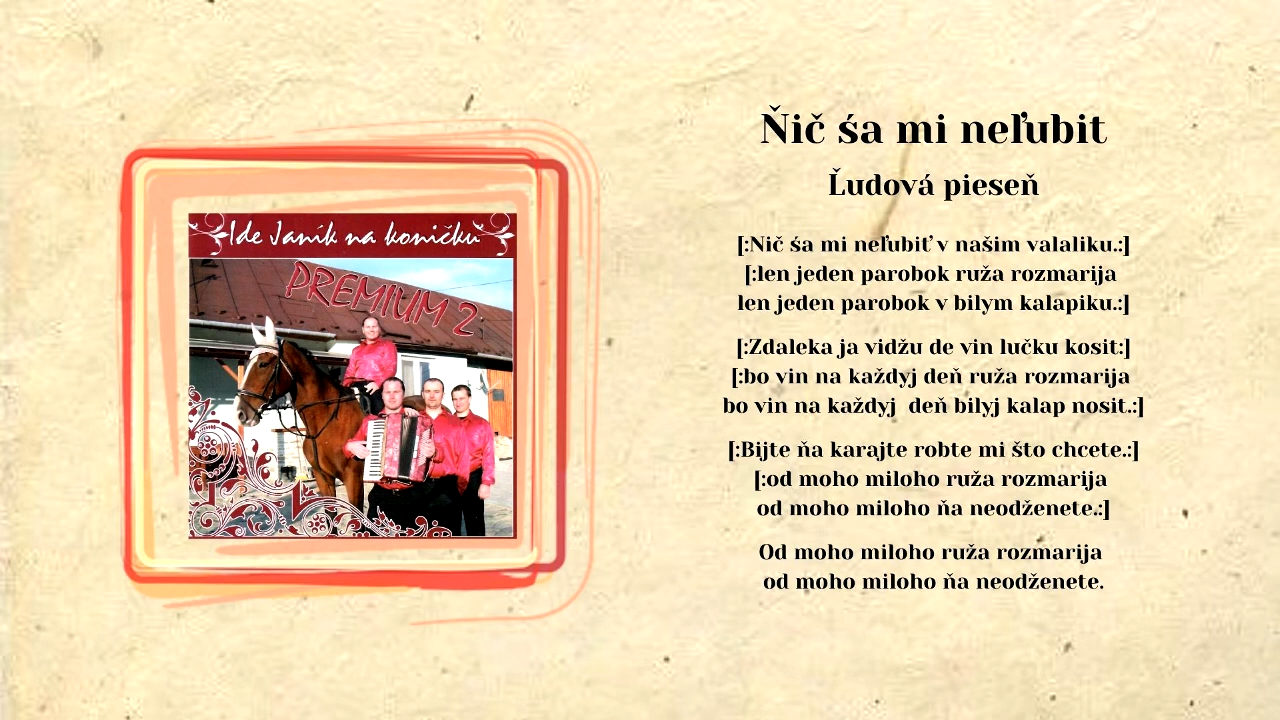 Ide Janík na koníčku
PREMIUM 2
Ňič śa mi neľubit
Ľudová pieseň
[:Nič śa mi neľubiť v našim valaliku.:]
[:len jeden parobok ruža rozmarija
len jeden parobok v bilym kalapiku.:]
[:Zdaleka ja vidžu de vin lučku kosit:]
[:bo vin na každyj deň ruža rozmarija
bo vin na každyj deň bilyj kalap nosit.:]
[:Bijte ňa karajte robte mi što chcete.:]
[:od moho miloho ruža rozmarija
od moho miloho ňa neodženete.:]
Od moho miloho ruža rozmarija
od moho miloho ňa neodženete.